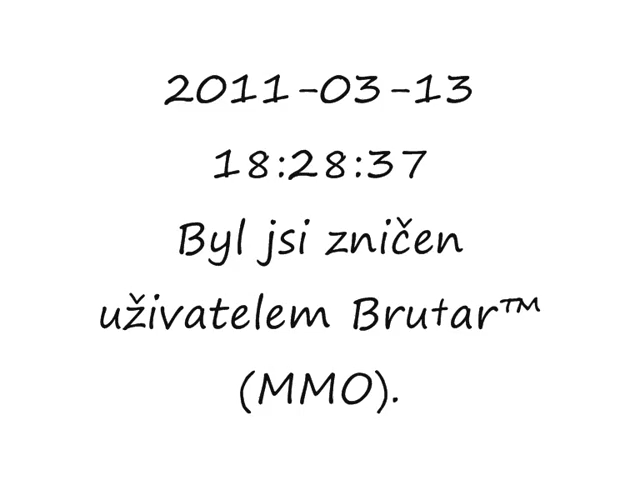 2011-03-13
18:28:37
Byl jsi zničen
uživatelem Brutar™
(MMO).